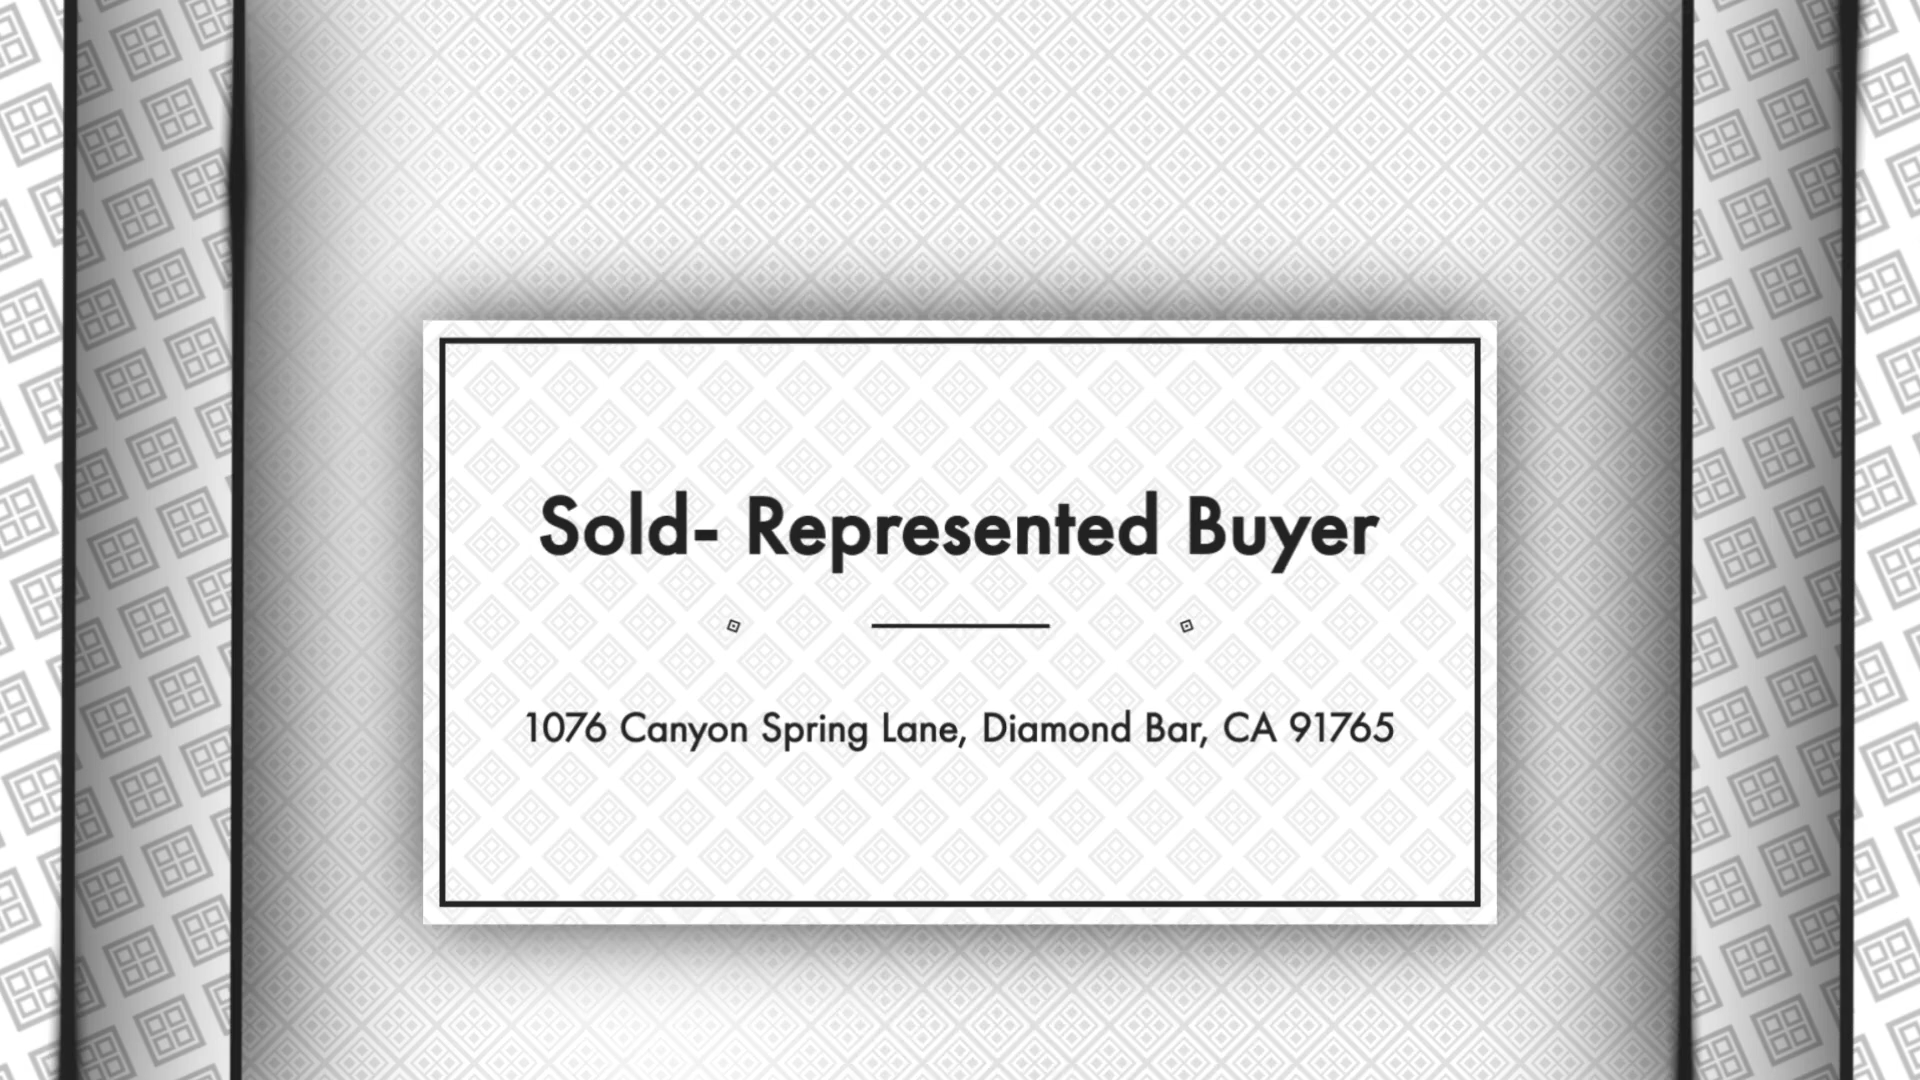 Sold- Represented Buyer
1076 Canyon Spring Lane, Diamond Bar, CA 91765